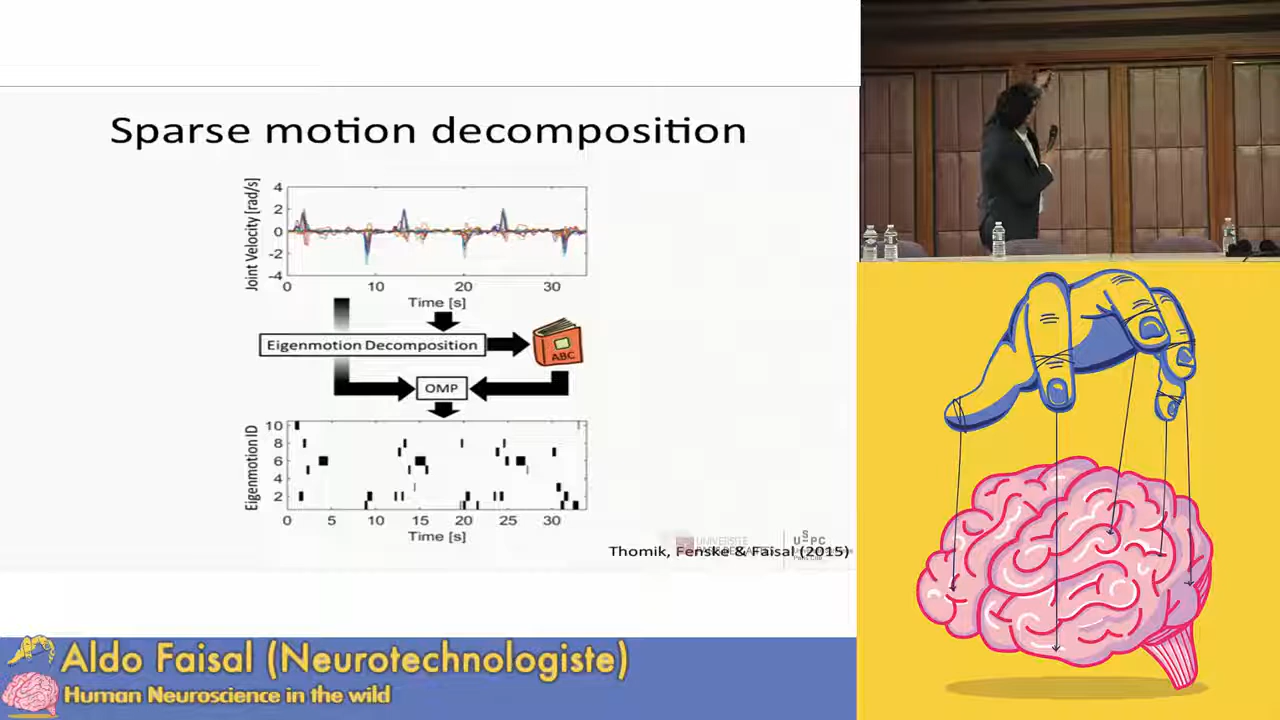 Sparse motion decomposition
Joint Velocity [rad/s]
4
2
0
-2
-4
0 10 20 30
Time [s]
Eigenmotion Decomposition
ABC
OMP
Eigenmotion ID
10
8
6
4
2
0 5 10 15 20 25 30
Time [s]
UNIVERSITÉ
U S PC
Thomik, Fenske & Faisal (2015)
Aldo Faisal (Neurotechnologiste)
Human Neuroscience in the wild